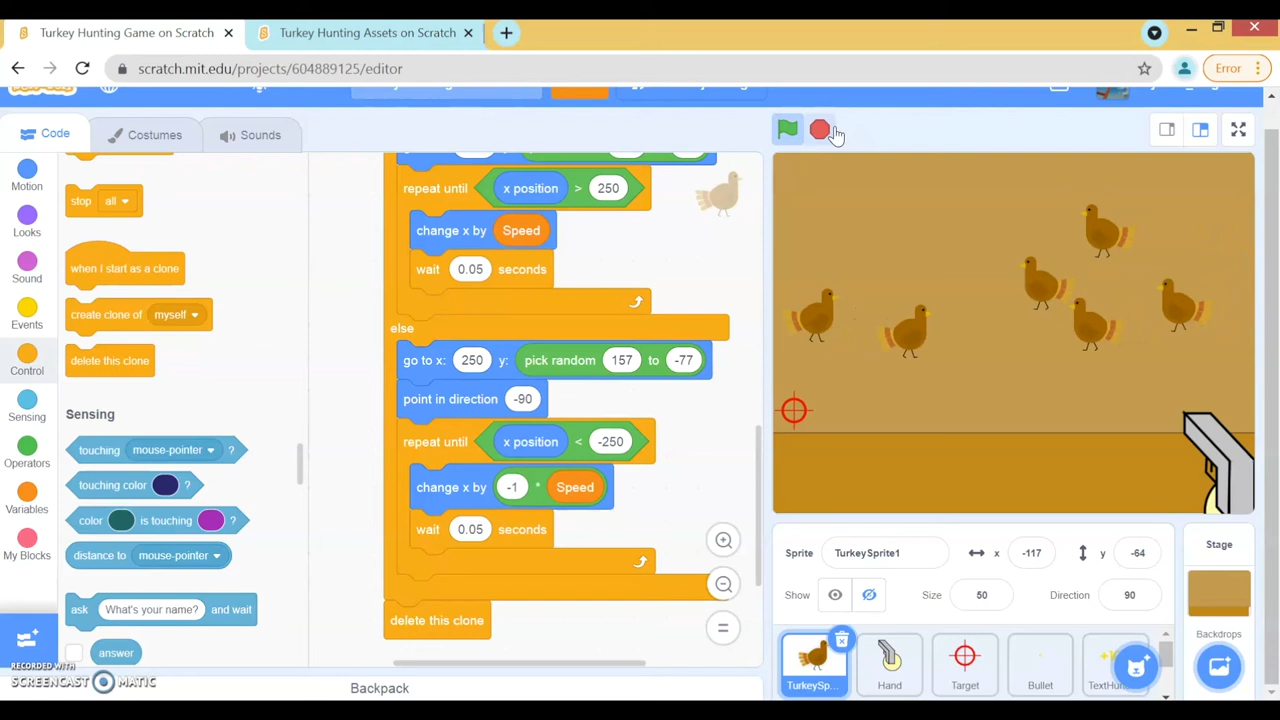 Turkey Hunting Game on Scratch
Turkey Hunting Assets on Scratch
scratch.mit.edu/projects/604889125/editor
Error
Code
Costumes
Sounds
Motion
Looks
Sound
Events
Control
Sensing
Operators
Variables
My Blocks
stop all
when I start as a clone
create clone of myself
delete this clone
Sensing
touching mouse-pointer ?
touching color ?
color is touching ?
distance to mouse-pointer
ask What's your name? and wait
answer
repeat until x position > 250
change x by Speed
wait 0.05 seconds
else
go to x: 250 y: pick random 157 to -77
point in direction -90
repeat until x position < -250
change x by -1 * Speed
wait 0.05 seconds
delete this clone
Backpack
Sprite TurkeySprite1 x -117 y -64
Show Size 50 Direction 90
TurkeySp...
Hand
Target
Bullet
Stage
Backdrops
RECORDED WITH
SCREENCAST MATIC